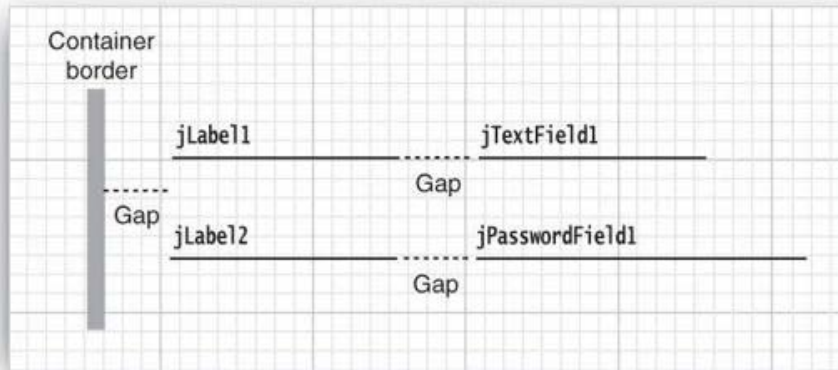 Container
border
jLabel1
jTextField1
Gap
Gap
jLabel2
jPasswordField1
Gap